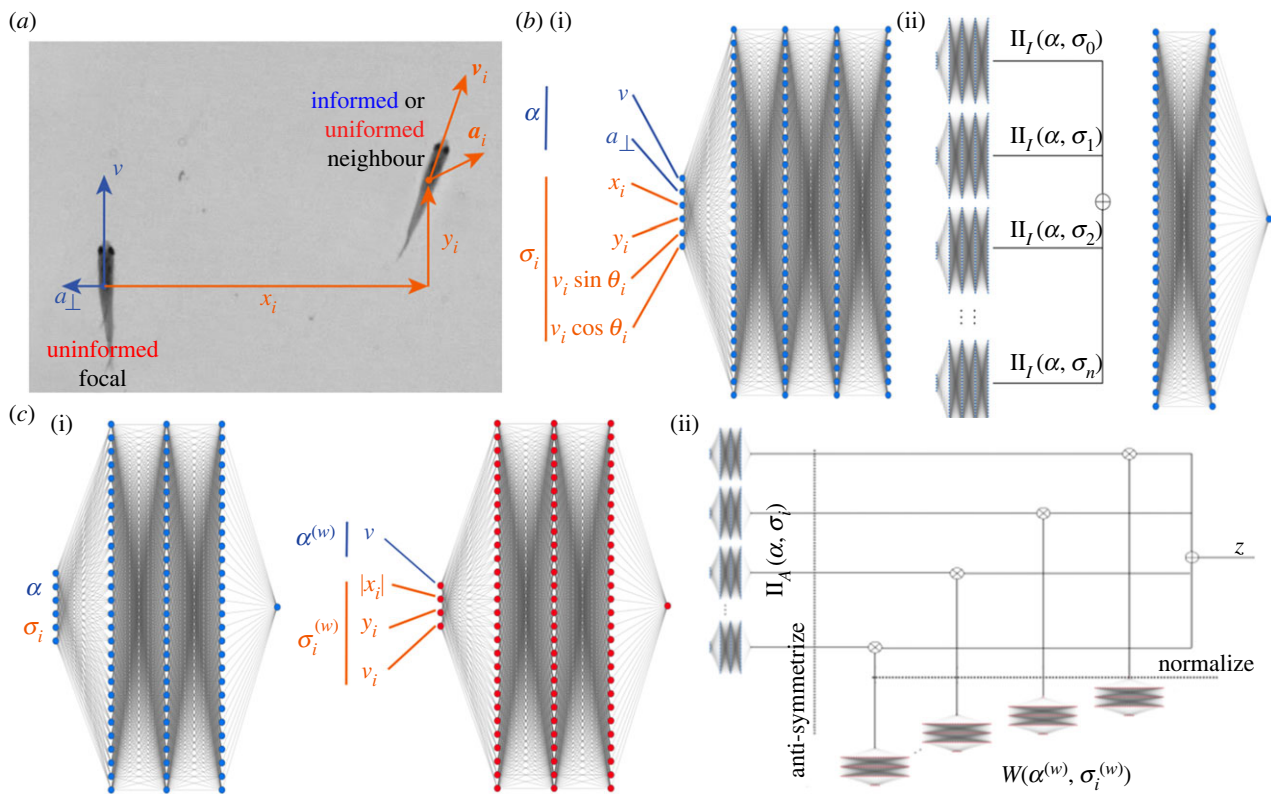 (a)
informed or
uniformed
neighbour
v_i
a_i
v
y_i
a⊥
x_i
uninformed
focal
(b) (i)
α
v
a⊥
σ_i
x_i
y_i
v_i sin θ_i
v_i cos θ_i
(ii)
II_I (α, σ_0)
II_I (α, σ_1)
II_I (α, σ_2)
II_I (α, σ_n)
(c)
(i)
α
σ_i
α^(w)
v
σ_i^(w)
|x_i|
y_i
v_i
(ii)
II_A (α, σ_i)
anti-symmetrize
z
normalize
W(α^(w), σ_i^(w))